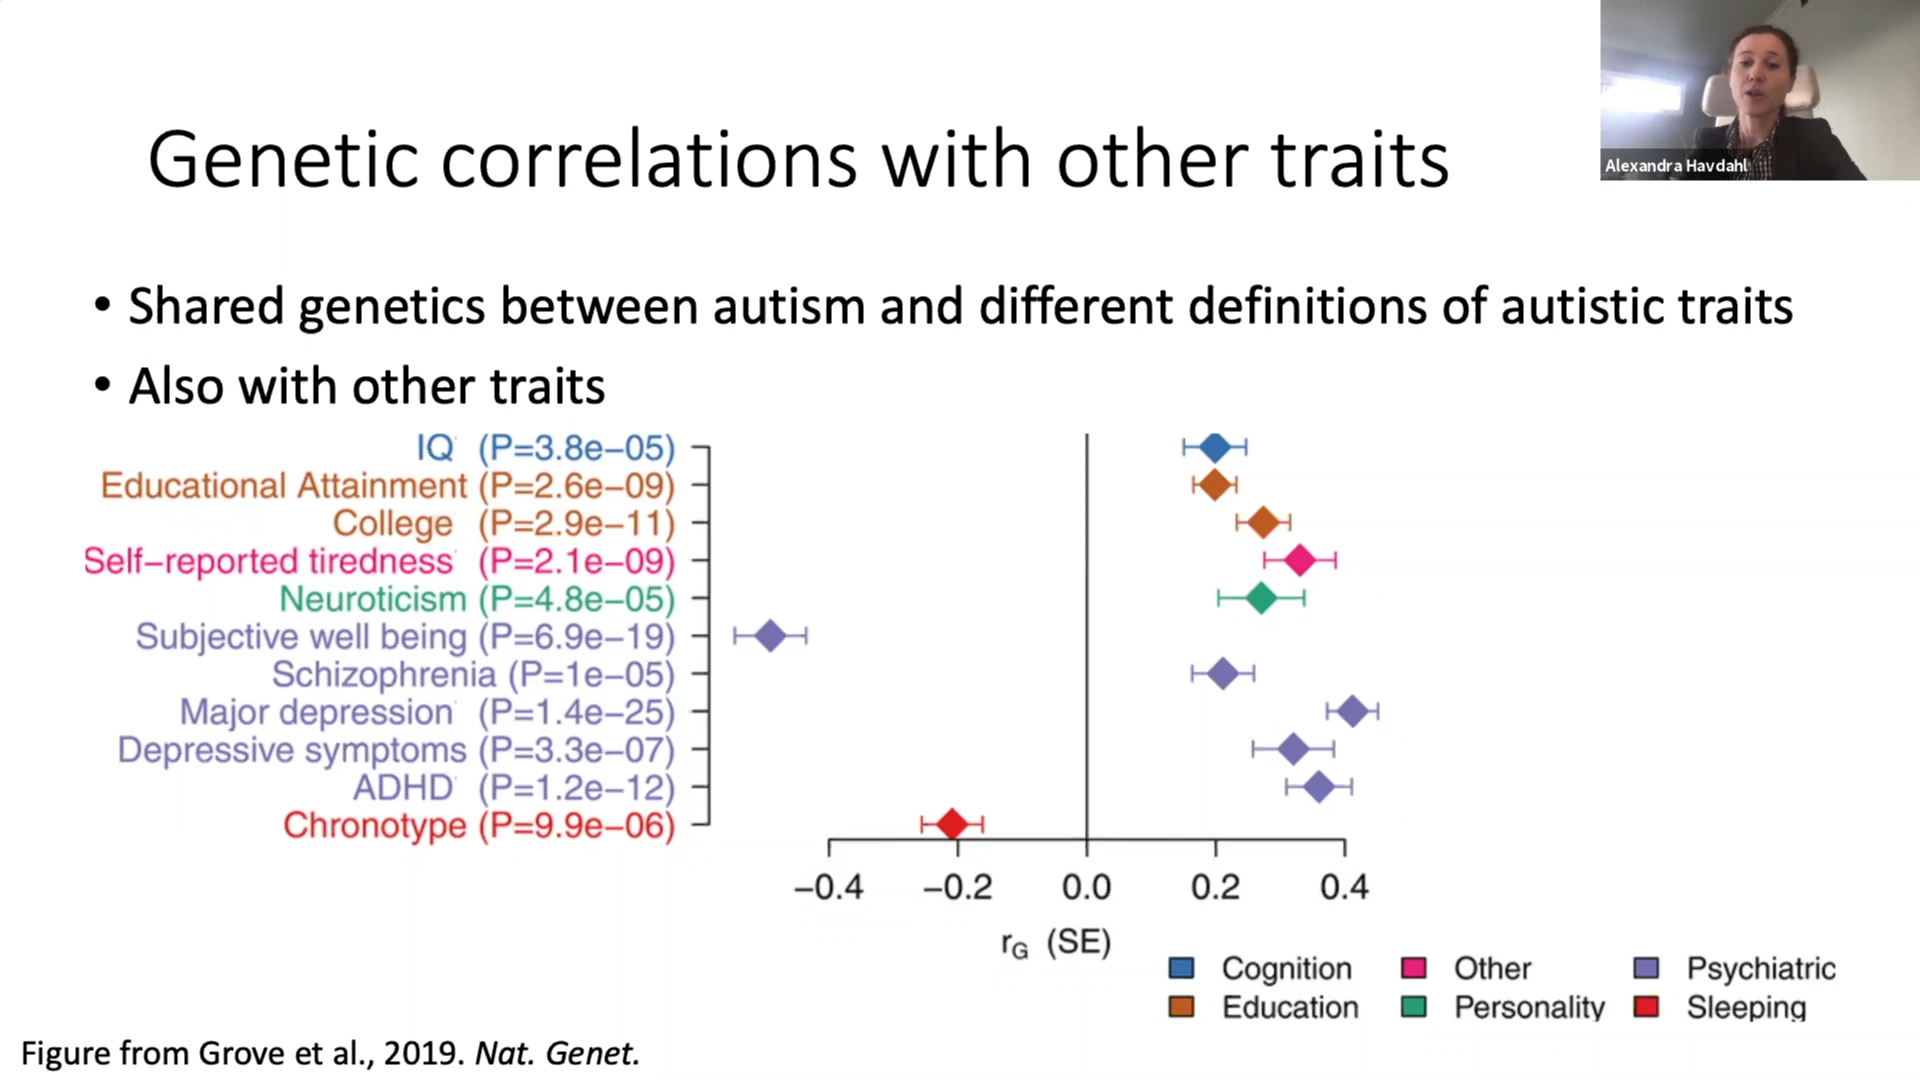 Alexandra Havdahl
Genetic correlations with other traits
• Shared genetics between autism and different definitions of autistic traits
• Also with other traits
IQ (P=3.8e−05)
Educational Attainment (P=2.6e−09)
College (P=2.9e−11)
Self−reported tiredness (P=2.1e−09)
Neuroticism (P=4.8e−05)
Subjective well being (P=6.9e−19)
Schizophrenia (P=1e−05)
Major depression (P=1.4e−25)
Depressive symptoms (P=3.3e−07)
ADHD (P=1.2e−12)
Chronotype (P=9.9e−06)
−0.4 −0.2 0.0 0.2 0.4
rG (SE)
Cognition Other Psychiatric
Education Personality Sleeping
Figure from Grove et al., 2019. Nat. Genet.